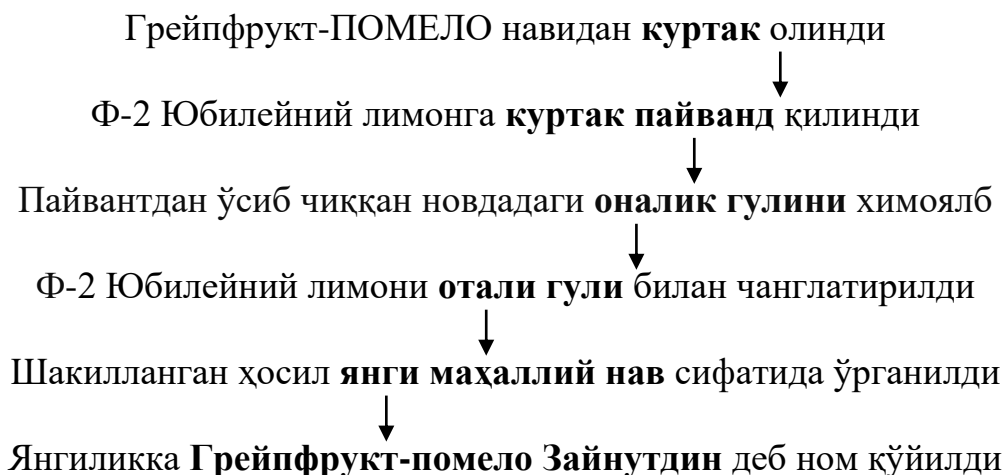 Грейпфрукт-ПОМЕЛО навидан куртак олинди
Ф-2 Юбилейний лимонга куртак пайванд қилинди
Пайвантдан ўсиб чиққан новдадаги оналик гулини химоялб
Ф-2 Юбилейний лимони отали гули билан чанглатирилди
Шакилланган ҳосил янги маҳаллий нав сифатида ўрганилди
Янгиликка Грейпфрукт-помело Зайнутдин деб ном қўйилди